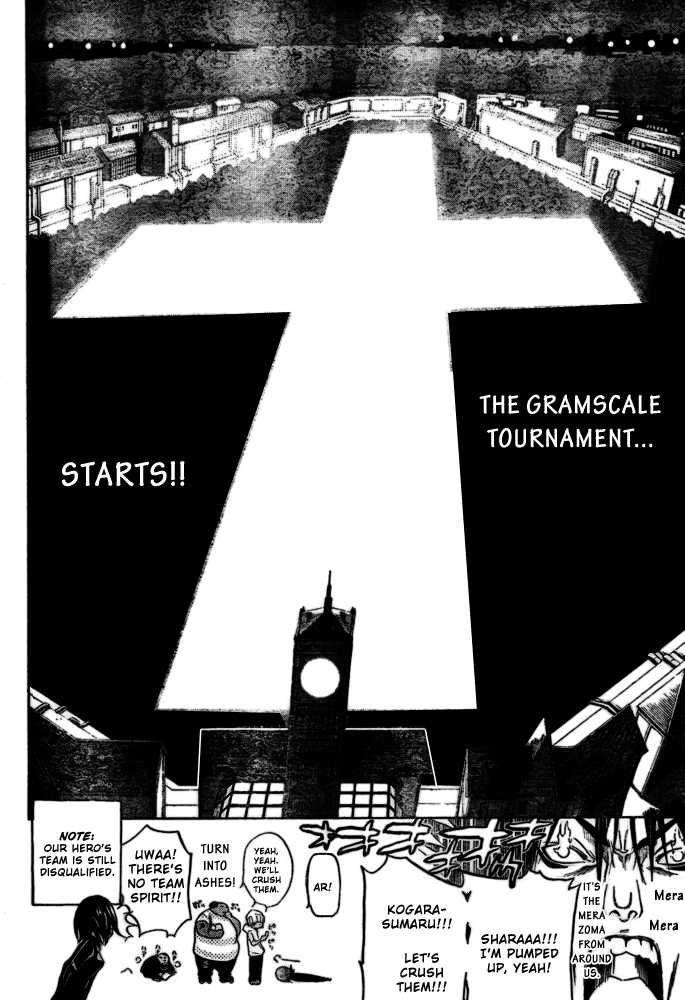 THE GRAMSCALE
TOURNAMENT...
STARTS!!
Mera
Mera
IT'S
THE
MERA
ZOMA
FROM
AROUND
US.
SHARAAA!!!
I'M PUMPED
UP, YEAH!
KOGARA-
SUMARU!!!
LET'S
CRUSH
THEM!!
AR!
YEAH,
YEAH.
WE'LL
CRUSH
THEM.
TURN
INTO
ASHES!
UWAA!
THERE'S
NO TEAM
SPIRIT!!
NOTE:
OUR HERO'S
TEAM IS STILL
DISQUALIFIED.